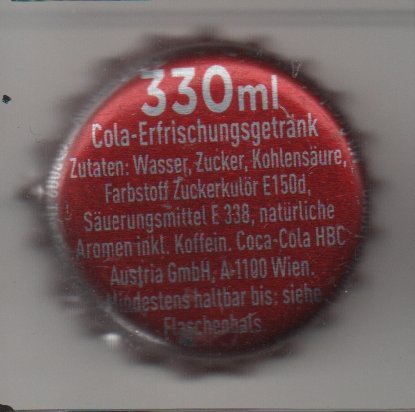 330ml
Cola-Erfrischungsgetränk
Zutaten: Wasser, Zucker, Kohlensäure,
Farbstoff Zuckerkulör E150d,
Säuerungsmittel E 338, natürliche
Aromen inkl. Koffein. Coca-Cola HBC
Austria GmbH, A-1100 Wien.
Mindestens haltbar bis: siehe
Flaschenhals